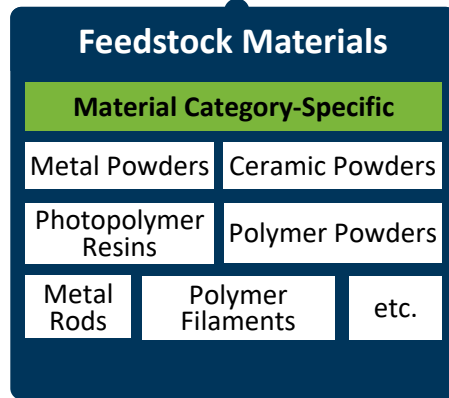 Feedstock Materials
Material Category-Specific
Metal Powders
Ceramic Powders
Photopolymer
Resins
Polymer Powders
Metal
Rods
Polymer
Filaments
etc.